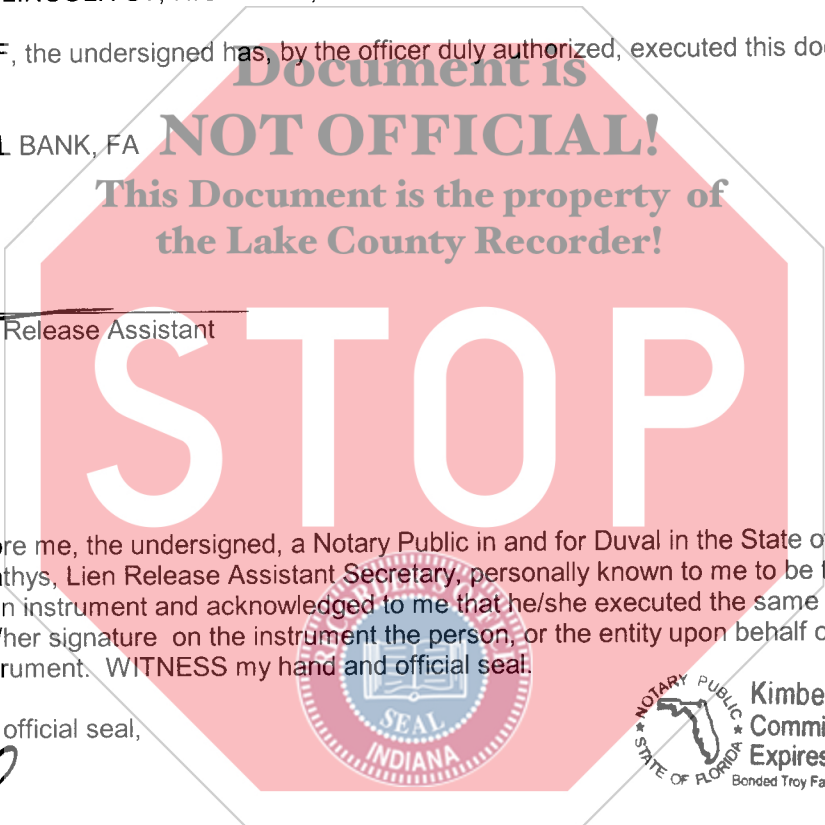 F, the undersigned has, by the officer duly authorized, executed this do
Document is
NOT OFFICIAL!
L BANK, FA
This Document is the property of
the Lake County Recorder!
Release Assistant
STOP
re me, the undersigned, a Notary Public in and for Duval in the State o
thys, Lien Release Assistant Secretary, personally known to me to be t
n instrument and acknowledged to me that he/she executed the same
/her signature on the instrument the person, or the entity upon behalf o
rument. WITNESS my hand and official seal.
RECORDER'S OFFICE
SEAL
INDIANA
official seal,
NOTARY PUBLIC
STATE OF FLORIDA
Kimbe
Commi
Expires
Bonded Troy Fa